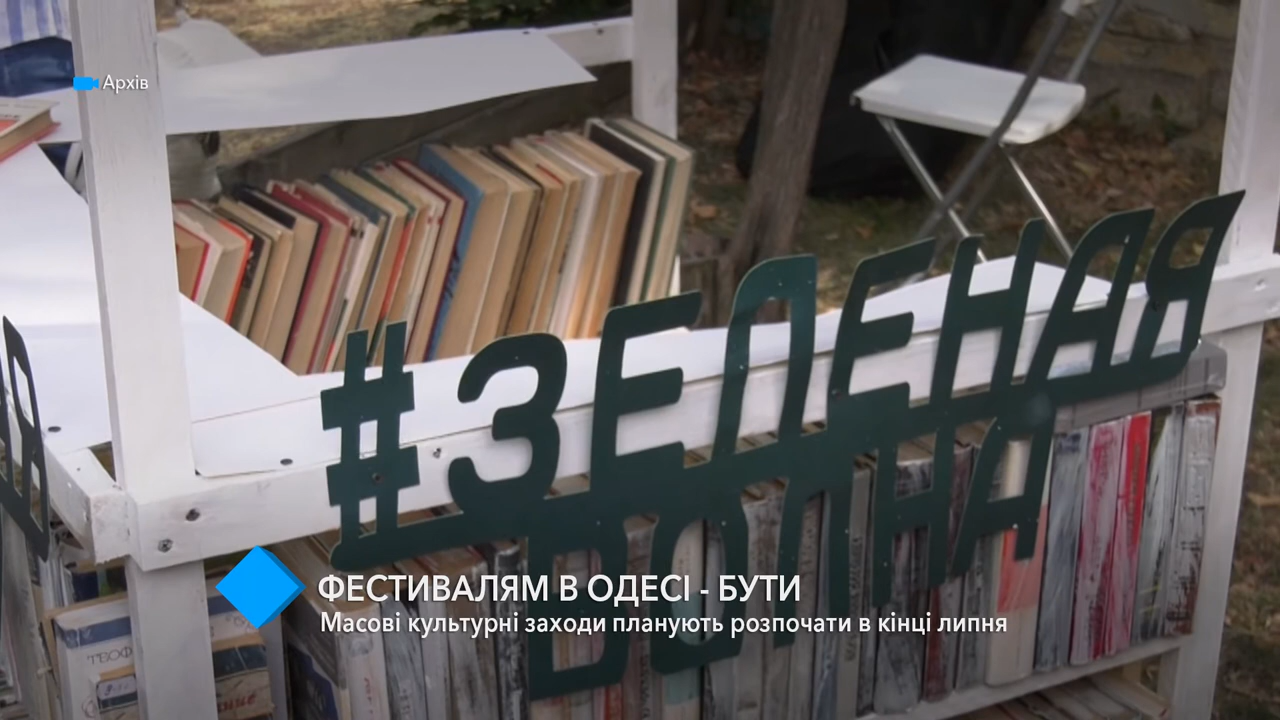 Архів
#ЗЕЛЕНАЯ
ВОЛНА
ФЕСТИВАЛЯМ В ОДЕСІ - БУТИ
Масові культурні заходи планують розпочати в кінці липня